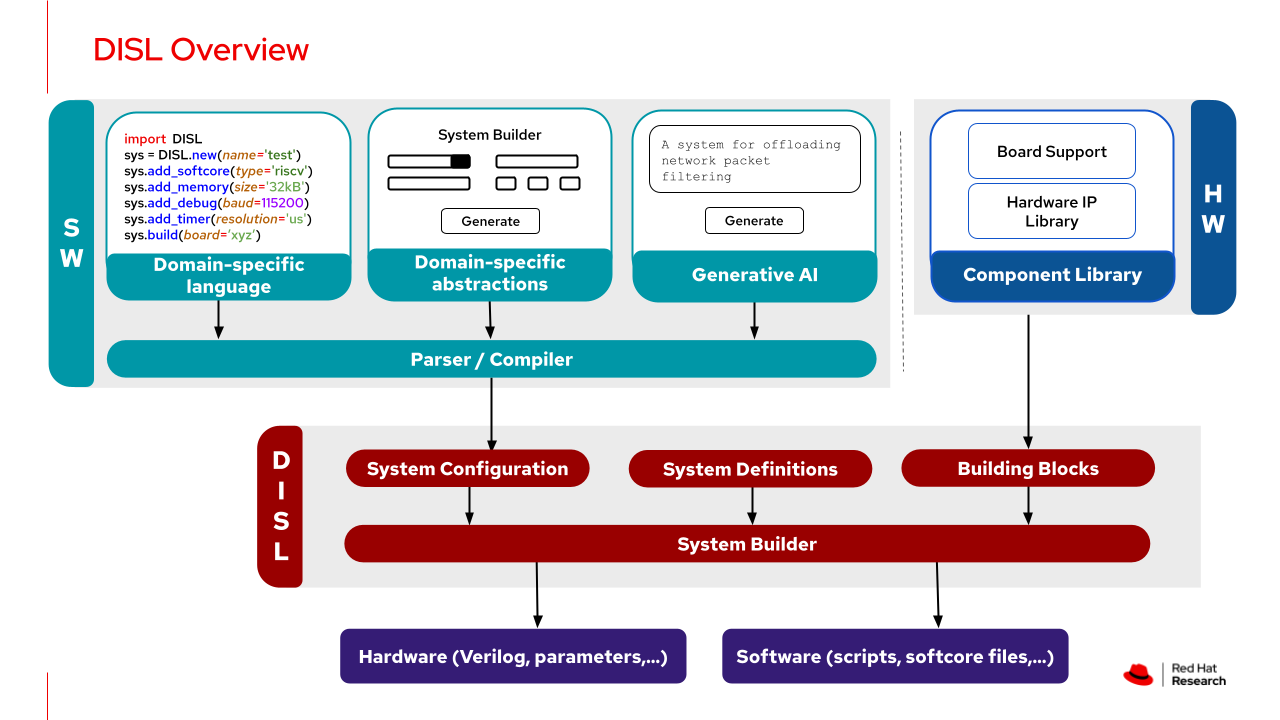 DISL Overview
S
W
import DISL
sys = DISL.new(name='test')
sys.add_softcore(type='riscv')
sys.add_memory(size='32kB')
sys.add_debug(baud=115200)
sys.add_timer(resolution='us')
sys.build(board='xyz')
Domain-specific
language
System Builder
Generate
Domain-specific
abstractions
A system for offloading
network packet
filtering
Generate
Generative AI
Board Support
Hardware IP
Library
Component Library
H
W
Parser / Compiler
D
I
S
L
System Configuration
System Definitions
Building Blocks
System Builder
Hardware (Verilog, parameters,...)
Software (scripts, softcore files,...)
Red Hat
Research